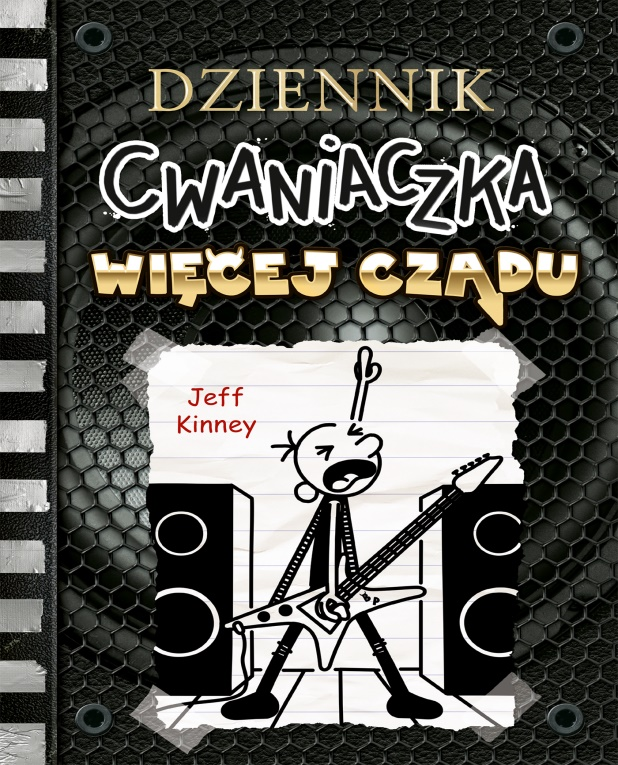 DZIENNIK
CWANIACZKA
WIĘCEJ CZADU
Jeff
Kinney